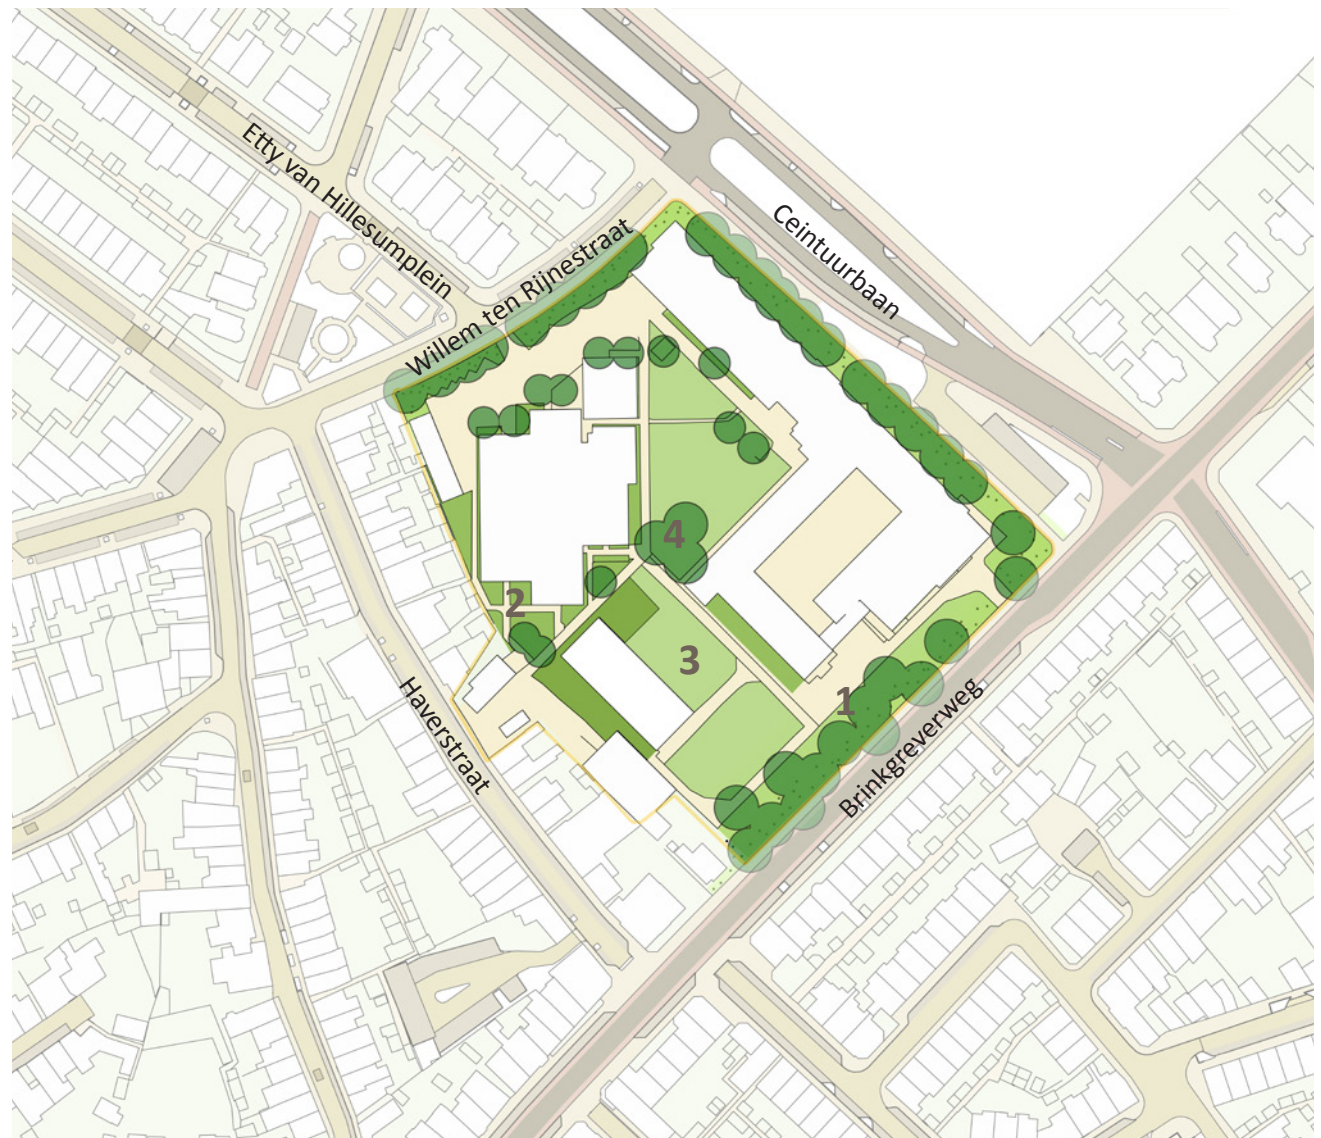 Etty van Hillesumplein
Willem ten Rijnestraat
Ceintuurbaan
4
2
3
1
Haverstraat
Brinkgreverweg